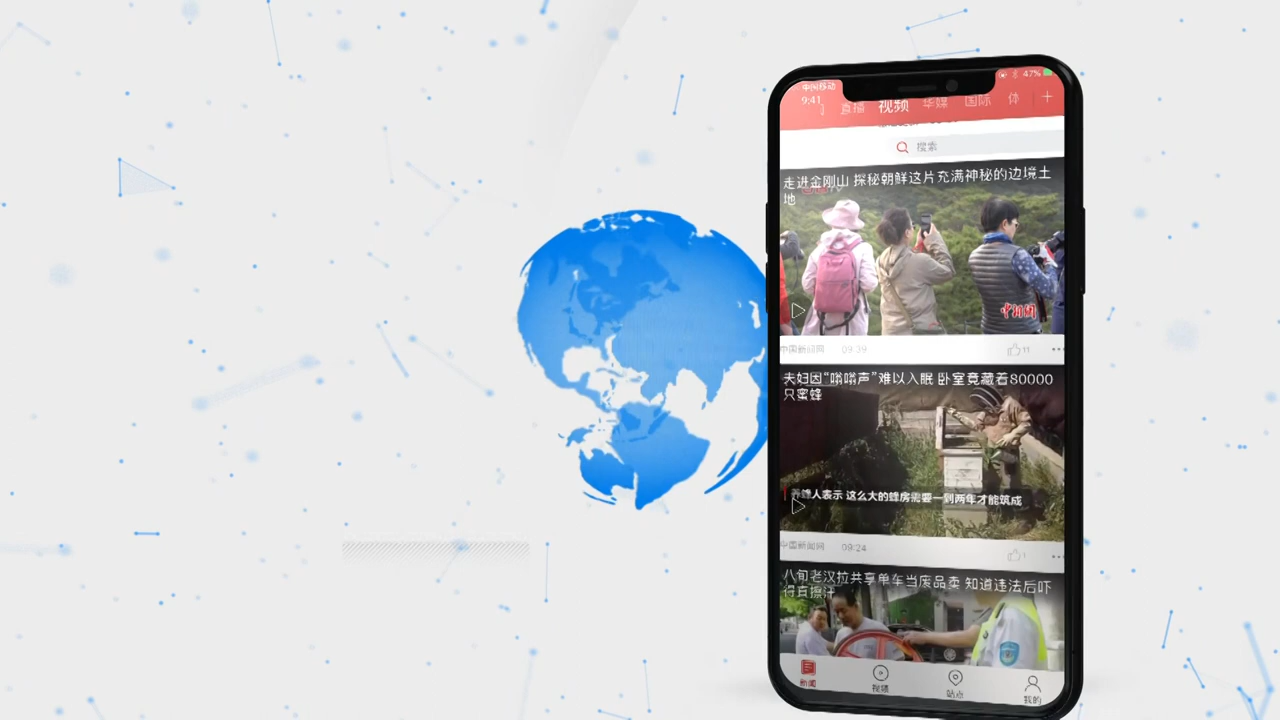 中国移动
47%
9:41
直播 视频 华媒 国际 体 +
搜索
走进金刚山 探秘朝鲜这片充满神秘的边境土
地
中新网
中国新闻网 09:39 11
夫妇因“嗡嗡声”难以入眠 卧室竟藏着80000
只蜜蜂
养蜂人表示 这么大的蜂房需要一到两年才能筑成
中国新闻网 09:24 1
八旬老汉拉共享单车当废品卖 知道违法后吓
得直擦汗
新闻 视频 站点 我的